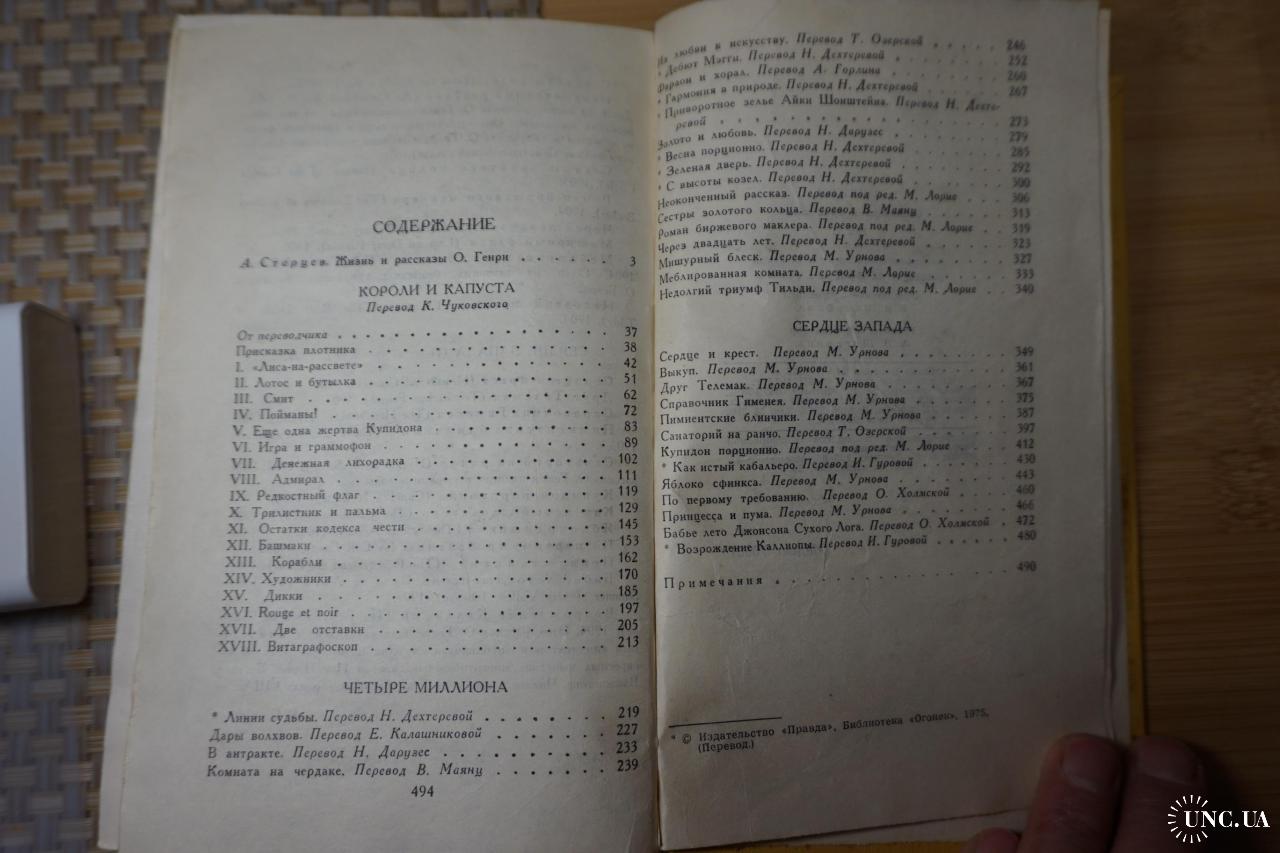 СОДЕРЖАНИЕ
А. Старцев. Жизнь и рассказы О. Генри . . . . . . 3
КОРОЛИ И КАПУСТА
Перевод К. Чуковского
От переводчика . . . . . . . . . . . . . . . 37
Присказка плотника . . . . . . . . . . . . . 38
I. «Лиса-на-рассвете» . . . . . . . . . . . . . 42
II. Лотос и бутылка . . . . . . . . . . . . . 51
III. Смит . . . . . . . . . . . . . . . . 62
IV. Пойманы! . . . . . . . . . . . . . . . 72
V. Еще одна жертва Купидона . . . . . . . . . . 83
VI. Игра и граммофон . . . . . . . . . . . . 89
VII. Денежная лихорадка . . . . . . . . . . . 102
VIII. Адмирал . . . . . . . . . . . . . . . 111
IX. Редкостный флаг . . . . . . . . . . . . . 119
X. Трилистник и пальма . . . . . . . . . . . . 129
XI. Остатки кодекса чести . . . . . . . . . . . 145
XII. Башмаки . . . . . . . . . . . . . . . 153
XIII. Корабли . . . . . . . . . . . . . . . 162
XIV. Художники . . . . . . . . . . . . . . 170
XV. Дикки . . . . . . . . . . . . . . . . 185
XVI. Rouge et noir . . . . . . . . . . . . . . 197
XVII. Две отставки . . . . . . . . . . . . . 205
XVIII. Витаграфоскоп . . . . . . . . . . . . . 213
ЧЕТЫРЕ МИЛЛИОНА
* Линии судьбы. Перевод Н. Дехтеревой . . . . . . . . 219
Дары волхвов. Перевод Е. Калашниковой . . . . . . . 227
В антракте. Перевод Н. Дарузес . . . . . . . . . . 233
Комната на чердаке. Перевод В. Маянц . . . . . . . 239
494
Из любви к искусству. Перевод Т. Озерской . . . . . 246
* Дебют Мэгги. Перевод Н. Дехтеревой . . . . . . 252
Фараон и хорал. Перевод А. Горлина . . . . . . 260
* Гармония в природе. Перевод Н. Дехтеревой . . . . . 267
* Приворотное зелье Айки Шонштейна. Перевод Н. Дехте-
ревой . . . . . . . . . . . . . . . 273
Золото и любовь. Перевод Н. Дарузес . . . . . . 279
* Весна порционно. Перевод Н. Дехтеревой . . . . . 285
* Зеленая дверь. Перевод Н. Дехтеревой . . . . . . 292
* С высоты козел. Перевод Н. Дехтеревой . . . . . . 300
Неоконченный рассказ. Перевод под ред. М. Лорие . . . 306
Сестры золотого кольца. Перевод В. Маянц . . . . . 313
Роман биржевого маклера. Перевод под ред. М. Лорие . . 319
Через двадцать лет. Перевод Н. Дехтеревой . . . . . 323
Мишурный блеск. Перевод М. Урнова . . . . . . . 327
Меблированная комната. Перевод М. Лорие . . . . . 333
Недолгий триумф Тильди. Перевод под ред. М. Лорие . . 340
СЕРДЦЕ ЗАПАДА
Сердце и крест. Перевод М. Урнова . . . . . . . 349
Выкуп. Перевод М. Урнова . . . . . . . . . . 361
Друг Телемак. Перевод М. Урнова . . . . . . . . 367
Справочник Гименея. Перевод М. Урнова . . . . . . 375
Пимиентские блинчики. Перевод М. Урнова . . . . . 387
Санаторий на ранчо. Перевод Т. Озерской . . . . . . 397
Купидон порционно. Перевод под ред. М. Лорие . . . . 412
* Как истый кабальеро. Перевод И. Гуровой . . . . . 430
Яблоко сфинкса. Перевод М. Урнова . . . . . . . 443
По первому требованию. Перевод О. Холмской . . . . 460
Принцесса и пума. Перевод М. Урнова . . . . . . 466
Бабье лето Джонсона Сухого Лога. Перевод О. Холмской . 472
* Возрождение Каллиопы. Перевод И. Гуровой . . . . . 480
Примечания . . . . . . . . . . . . . 490
* © Издательство «Правда», Библиотека «Огонек», 1975.
(Перевод.)
UNC.UA